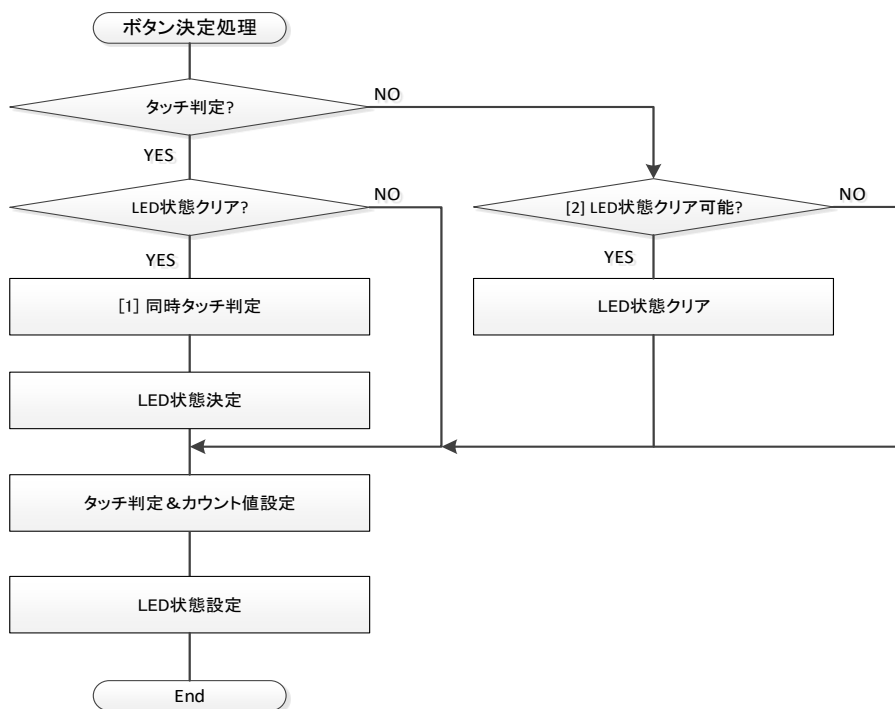 ボタン決定処理
タッチ判定?
NO
YES
LED状態クリア?
NO
[2] LED状態クリア可能?
NO
YES
YES
[1] 同時タッチ判定
LED状態クリア
LED状態決定
タッチ判定＆カウント値設定
LED状態設定
End